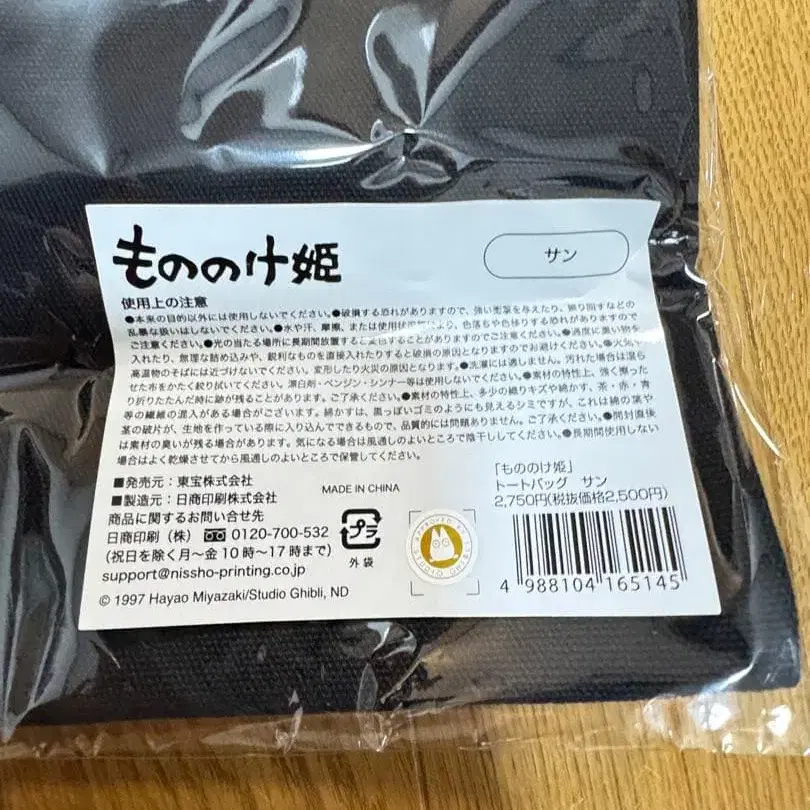 もののけ姫
サン
使用上の注意
●本来の目的以外には使用しないでください。●破損する恐れがありますので、強い衝撃を与えたり、振り回すなどの
乱暴な扱いはしないでください。●水や汗、摩擦、または使用状況により、色落ちや色移りする恐れがありますので
ご注意ください。●光の当たる場所に長期間放置すると変色することがありますのでご注意ください。●過度に重い物を
入れたり、無理な詰め込みや、鋭利なものを直接入れたりすると破損の原因となりますのでお避けください。●火気や
高温物のそばには近づけないでください。変形したり火災の原因となります。●洗濯には適しません。汚れた場合は湿ら
せた布をかたく絞り拭いてください。漂白剤・ベンジン・シンナー等は使用しないでください。●素材の特性上、強く擦った
り折りたたんだ時に跡が残ることがあります。ご了承ください。●素材の特性上、多少の織りキズや綿かす、茶・赤・青
等の繊維の混入がある場合がございます。綿かすは、黒っぽいゴミのようにも見えるシミですが、これは綿の葉や
茎の破片が、生地を作っている際に入り込んでできるもので、品質的には問題ありません。ご了承ください。●開封直後
は素材の臭いが残る場合があります。気になる場合は風通しのよいところで陰干ししてください。●長期間使用しない
場合はよく乾燥させてから風通しのよいところで保管してください。
■発売元：東宝株式会社
■製造元：日商印刷株式会社
商品に関するお問い合せ先
日商印刷（株） 0120-700-532
（祝日を除く月〜金 10時〜17時まで）
support@nissho-printing.co.jp
© 1997 Hayao Miyazaki/Studio Ghibli, ND
MADE IN CHINA
プラ
外袋
「もののけ姫」
トートバッグ サン
2,750円(税抜価格2,500円)
4 988104 165145